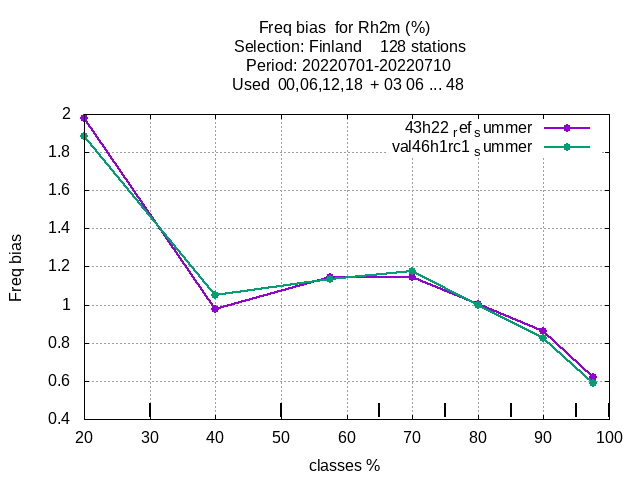 Freq bias  for Rh2m (%)
Selection: Finland    128 stations
Period: 20220701-20220710
Used  00,06,12,18  + 03 06 ... 48
2
1.8
1.6
1.4
1.2
1
0.8
0.6
0.4
Freq bias
43h22refsummer
val46h1rc1summer
20 30 40 50 60 70 80 90 100
classes %